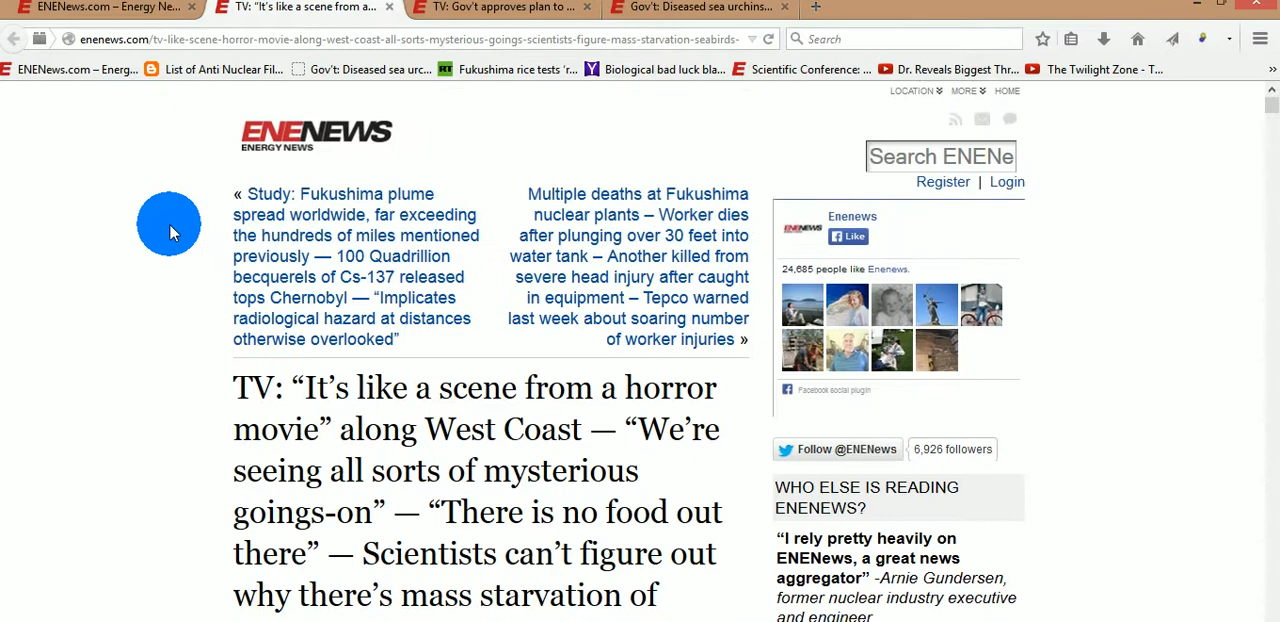 ENENews.com – Energy Ne...
TV: “It's like a scene from a...
TV: Gov't approves plan to ...
Gov't: Diseased sea urchins...
enenews.com/tv-like-scene-horror-movie-along-west-coast-all-sorts-mysterious-goings-scientists-figure-mass-starvation-seabirds-
Search
ENENews.com – Energ...
List of Anti Nuclear Fil...
Gov't: Diseased sea urc...
RT
Fukushima rice tests 'r...
Biological bad luck bla...
Scientific Conference: ...
Dr. Reveals Biggest Thr...
The Twilight Zone - T...
LOCATION
MORE
HOME
ENENEWS
ENERGY NEWS
Search ENENe
Register | Login
« Study: Fukushima plume
spread worldwide, far exceeding
the hundreds of miles mentioned
previously — 100 Quadrillion
becquerels of Cs-137 released
tops Chernobyl — “Implicates
radiological hazard at distances
otherwise overlooked”
Multiple deaths at Fukushima
nuclear plants – Worker dies
after plunging over 30 feet into
water tank – Another killed from
severe head injury after caught
in equipment – Tepco warned
last week about soaring number
of worker injuries »
ENENEWS
Enenews
Like
24,685 people like Enenews.
Facebook social plugin
TV: “It’s like a scene from a horror
movie” along West Coast — “We’re
seeing all sorts of mysterious
goings-on” — “There is no food out
there” — Scientists can’t figure out
why there’s mass starvation of
Follow @ENENews
6,926 followers
WHO ELSE IS READING
ENENEWS?
“I rely pretty heavily on
ENENews, a great news
aggregator” -Arnie Gundersen,
former nuclear industry executive
and engineer